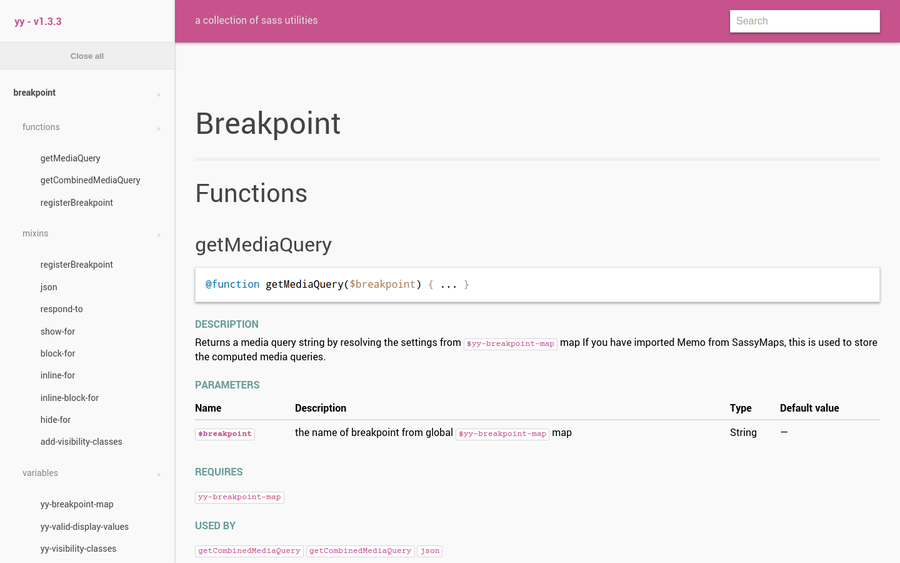 yy - v1.3.3
a collection of sass utilities
Search
Close all
breakpoint
functions
getMediaQuery
getCombinedMediaQuery
registerBreakpoint
mixins
registerBreakpoint
json
respond-to
show-for
block-for
inline-for
inline-block-for
hide-for
add-visibility-classes
variables
yy-breakpoint-map
yy-valid-display-values
yy-visibility-classes
Breakpoint
Functions
getMediaQuery
@function getMediaQuery($breakpoint) { ... }
DESCRIPTION
Returns a media query string by resolving the settings from $yy-breakpoint-map map If you have imported Memo from SassyMaps, this is used to store
the computed media queries.
PARAMETERS
Name Description Type Default value
$breakpoint the name of breakpoint from global $yy-breakpoint-map map String —
REQUIRES
yy-breakpoint-map
USED BY
getCombinedMediaQuery getCombinedMediaQuery json